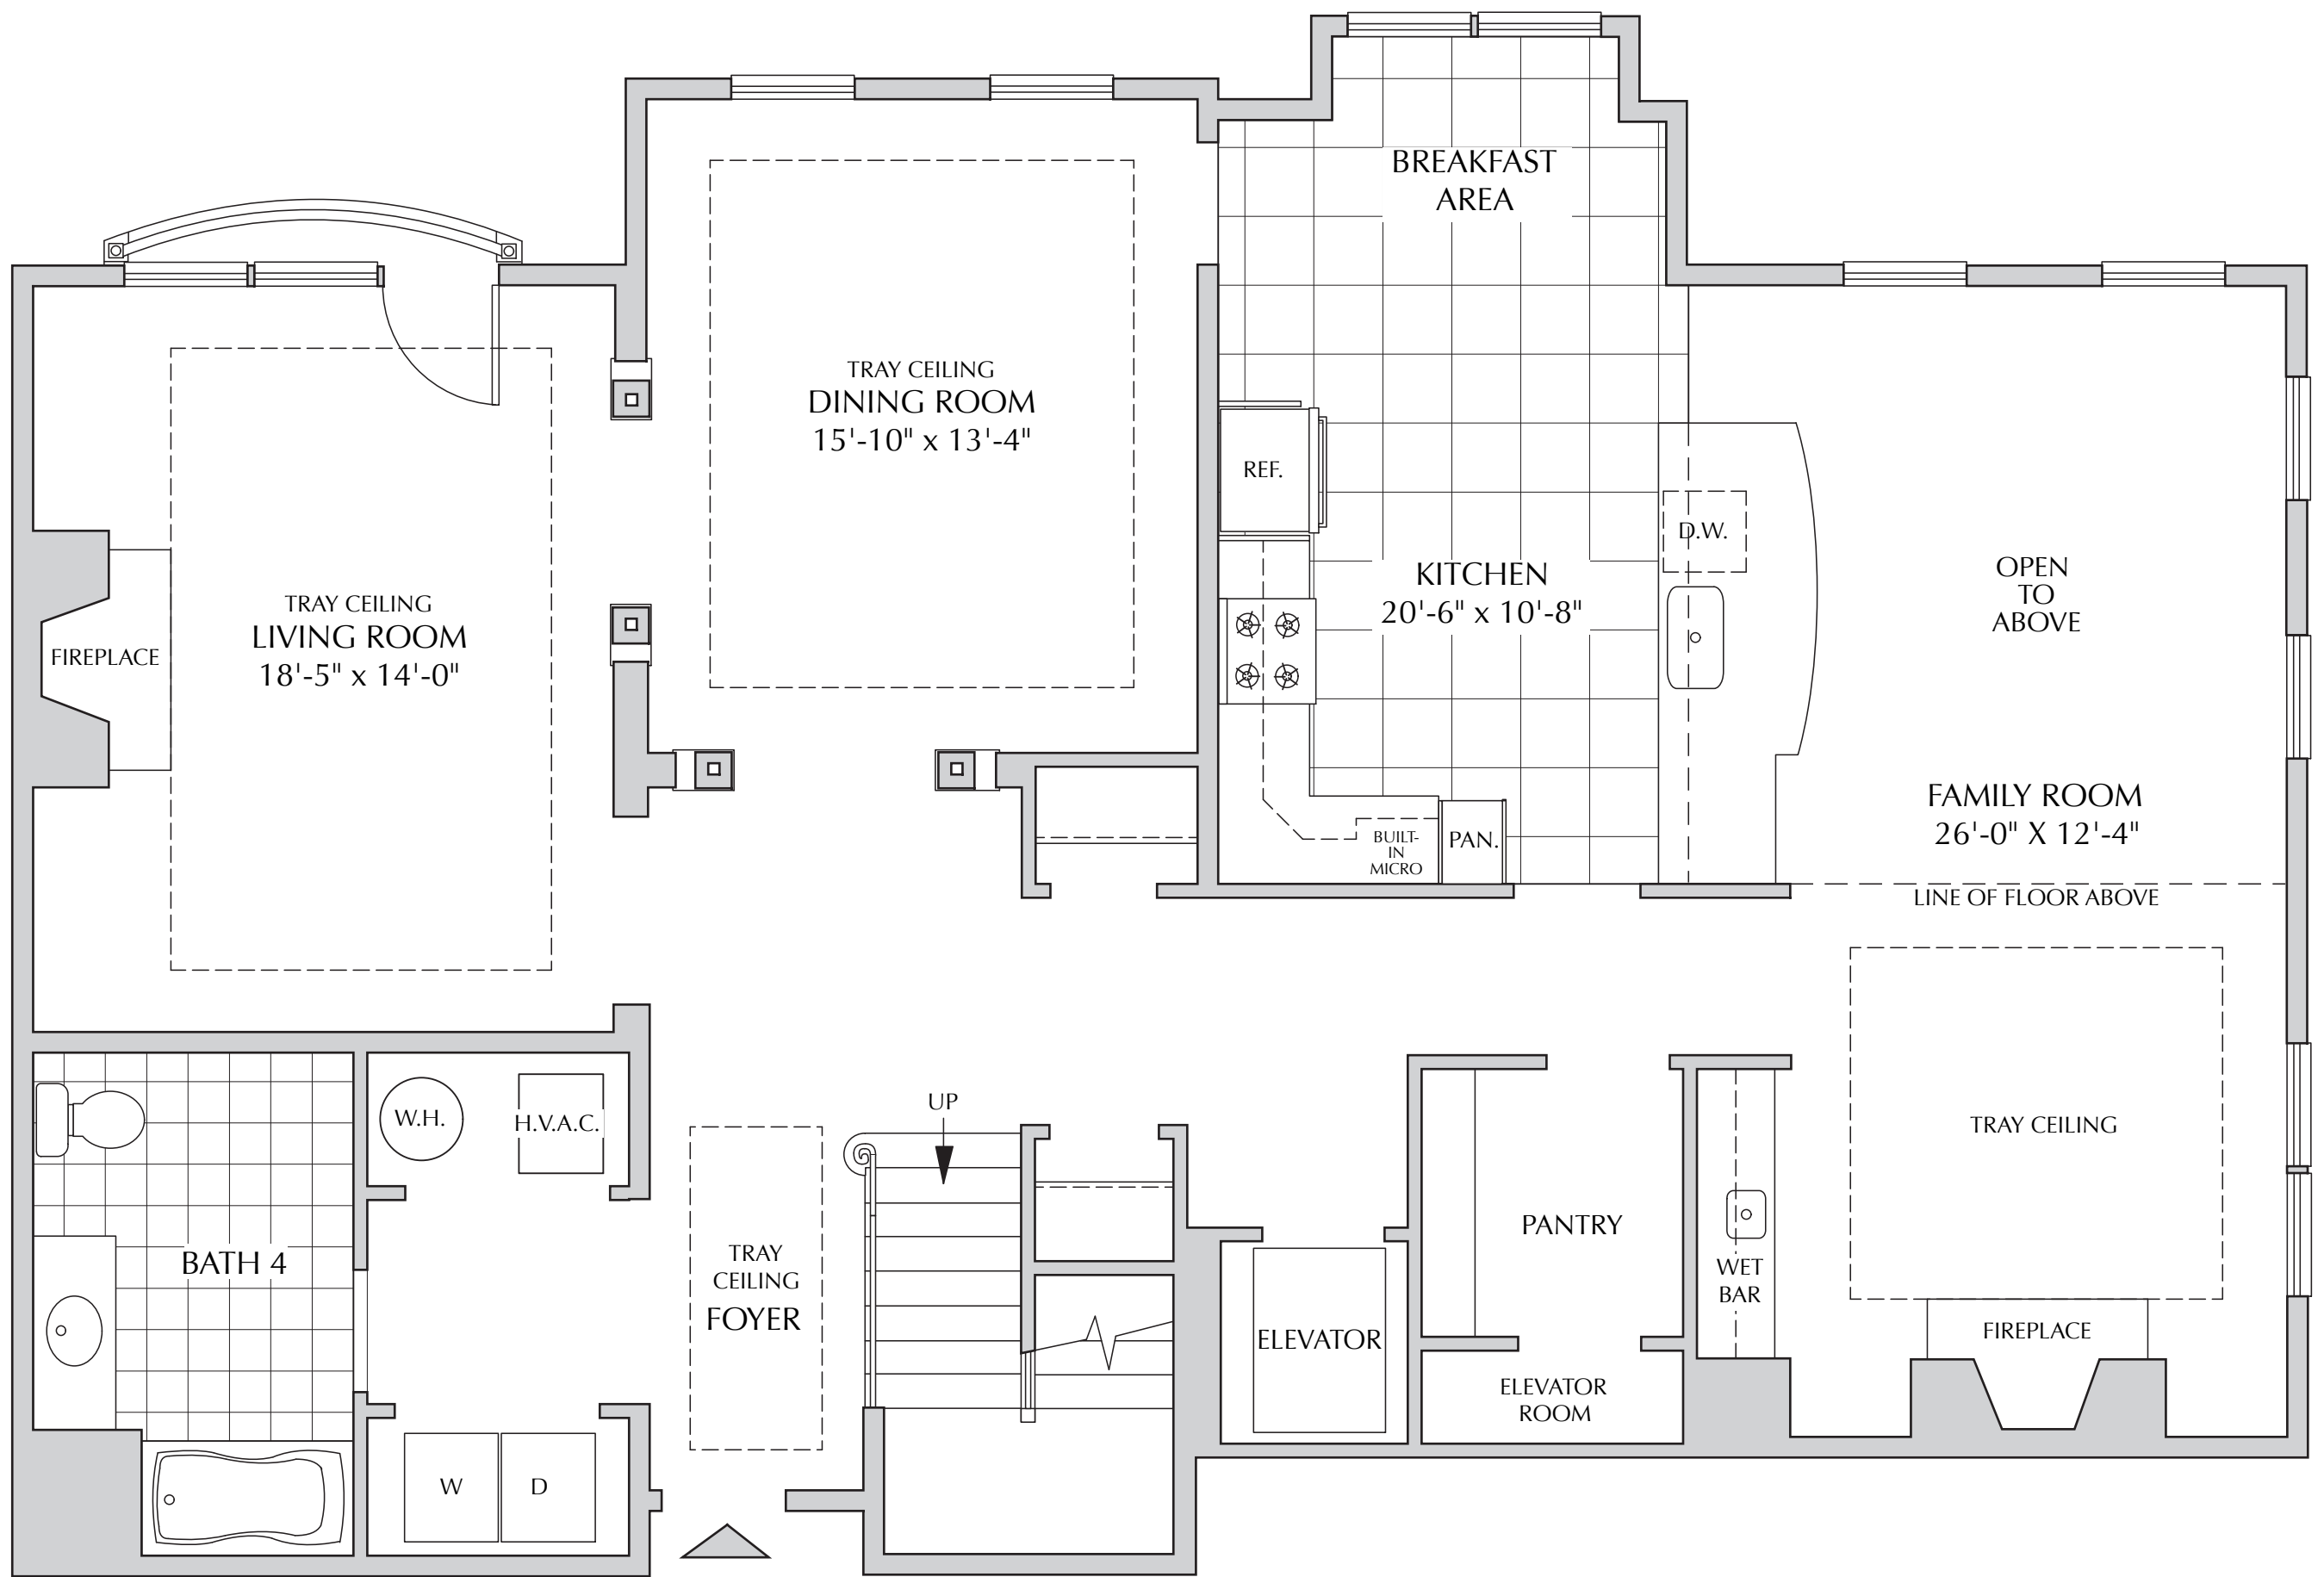 BREAKFAST
AREA
TRAY CEILING
DINING ROOM
15'-10" x 13'-4"
REF.
D.W.
KITCHEN
20'-6" x 10'-8"
OPEN
TO
ABOVE
TRAY CEILING
LIVING ROOM
18'-5" x 14'-0"
FIREPLACE
FAMILY ROOM
26'-0" X 12'-4"
BUILT-
IN
MICRO
PAN.
LINE OF FLOOR ABOVE
UP
W.H.
H.V.A.C.
TRAY CEILING
PANTRY
BATH 4
TRAY
CEILING
FOYER
WET
BAR
ELEVATOR
FIREPLACE
ELEVATOR
ROOM
W
D